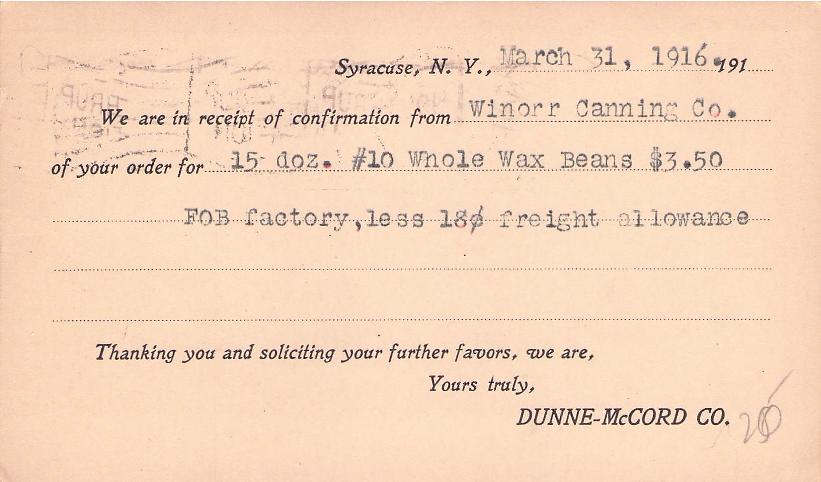 Syracuse, N. Y., March 31, 1916. 191
We are in receipt of confirmation from Winorr Canning Co.
of your order for 15 doz. #10 Whole Wax Beans $3.50
FOB factory, less 18¢ freight allowance
Thanking you and soliciting your further favors, we are,
Yours truly,
DUNNE-McCORD CO.